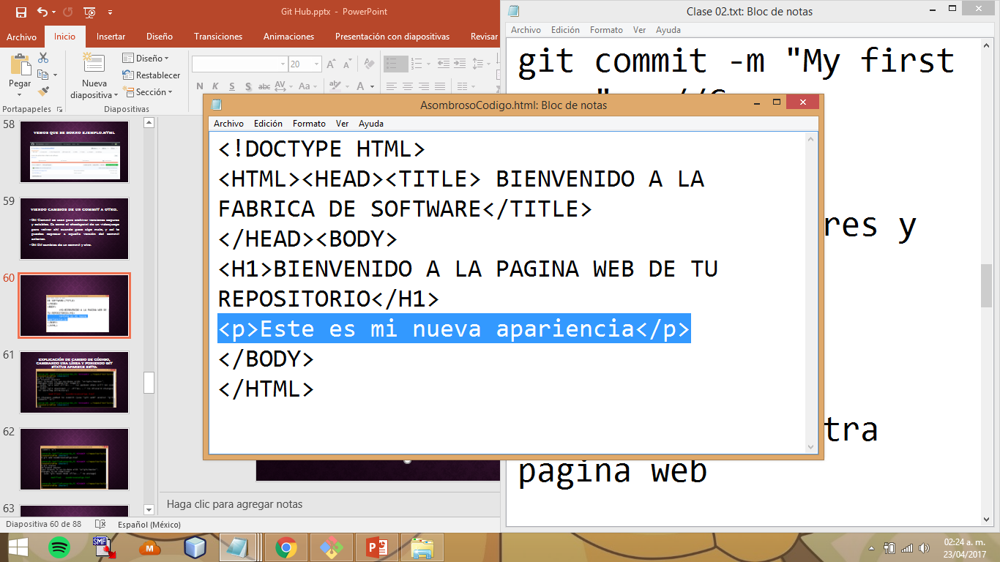 Git Hub.pptx - PowerPoint
Archivo
Inicio
Insertar
Diseño
Transiciones
Animaciones
Presentación con diapositivas
Revisar
Pegar
Nueva
diapositiva
Diseño
Restablecer
Sección
20
N K S S abc AV Aa A
Portapapeles
Diapositivas
58
VEMOS QUE SE BORRO EJEMPLO.HTML
59
VIENDO CAMBIOS DE UN COMMIT A OTRO.
60
61
EXPLICACIÓN DE CAMBIO DE CÓDIGO,
CAMBIANDO UNA LÍNEA Y PONIENDO GIT
STATUS APARECE ESTO:
62
63
Haga clic para agregar notas
Diapositiva 60 de 88
Español (México)
Clase 02.txt: Bloc de notas
Archivo Edición Formato Ver Ayuda
git commit -m "My first
res y
tra
pagina web
AsombrosoCodigo.html: Bloc de notas
Archivo Edición Formato Ver Ayuda
<!DOCTYPE HTML>
<HTML><HEAD><TITLE> BIENVENIDO A LA
FABRICA DE SOFTWARE</TITLE>
</HEAD><BODY>
<H1>BIENVENIDO A LA PAGINA WEB DE TU
REPOSITORIO</H1>
<p>Este es mi nueva apariencia</p>
</BODY>
</HTML>
SMF
02:24 a. m.
23/04/2017